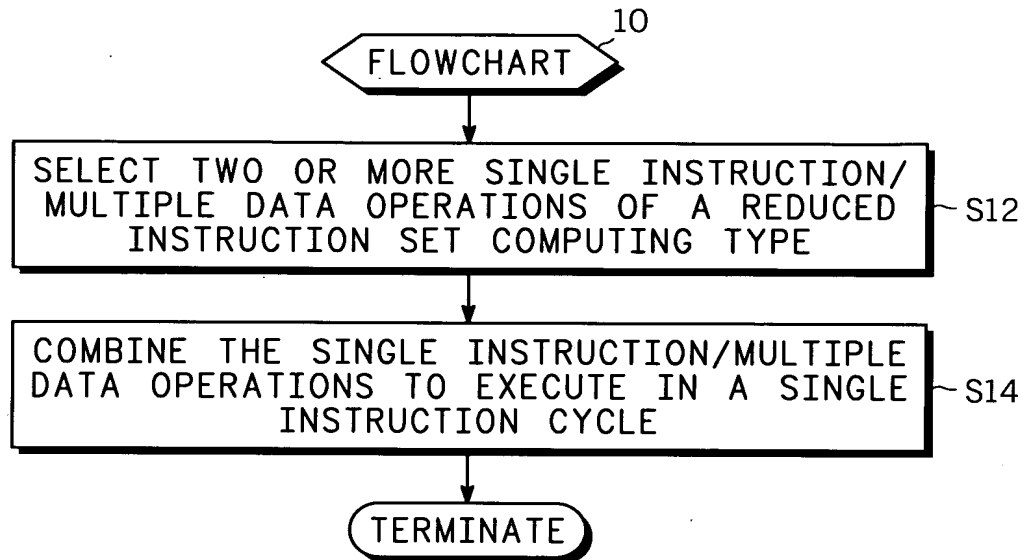 10
FLOWCHART
SELECT TWO OR MORE SINGLE INSTRUCTION/
MULTIPLE DATA OPERATIONS OF A REDUCED
INSTRUCTION SET COMPUTING TYPE
S12
COMBINE THE SINGLE INSTRUCTION/MULTIPLE
DATA OPERATIONS TO EXECUTE IN A SINGLE
INSTRUCTION CYCLE
S14
TERMINATE